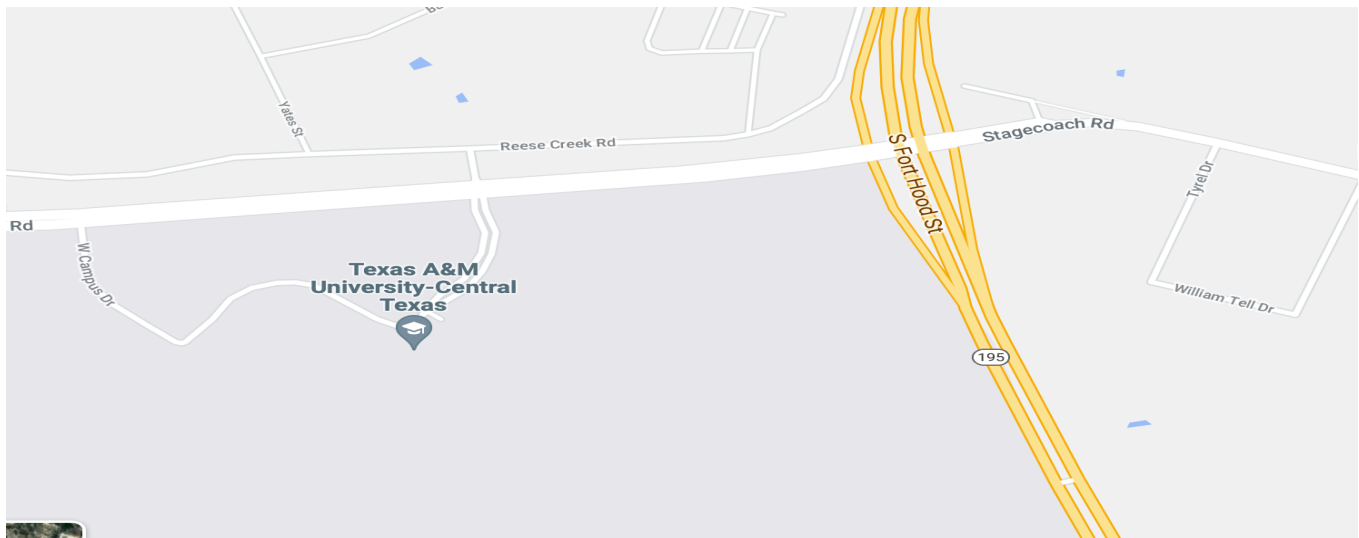 Yates St
Reese Creek Rd
Stagecoach Rd
S Fort Hood St
Tyrel Dr
Rd
W Campus Dr
Texas A&M
University-Central
Texas
William Tell Dr
195